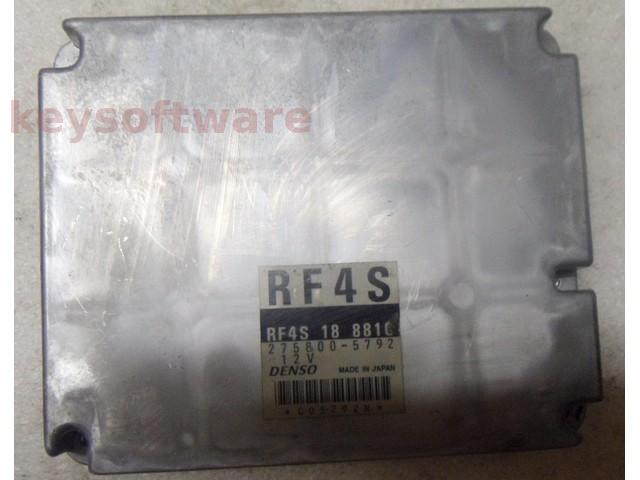 keysoftware
RF4S
RF4S 18 881C
275800-5792
12V
DENSO MADE IN JAPAN